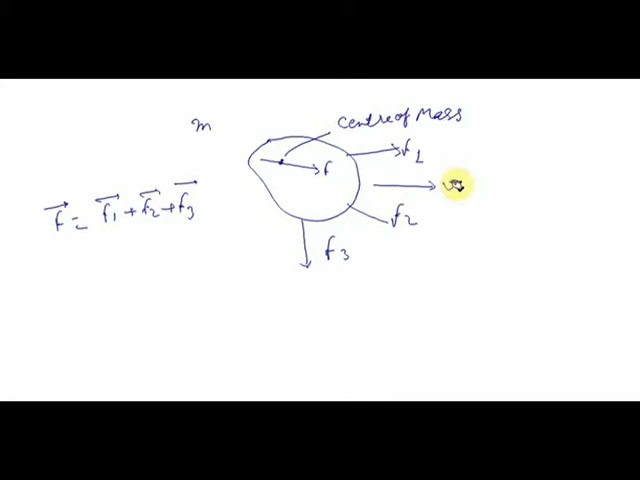 m
Centre of Mass
f1
f
f2
f3
f = f1 + f2 + f3